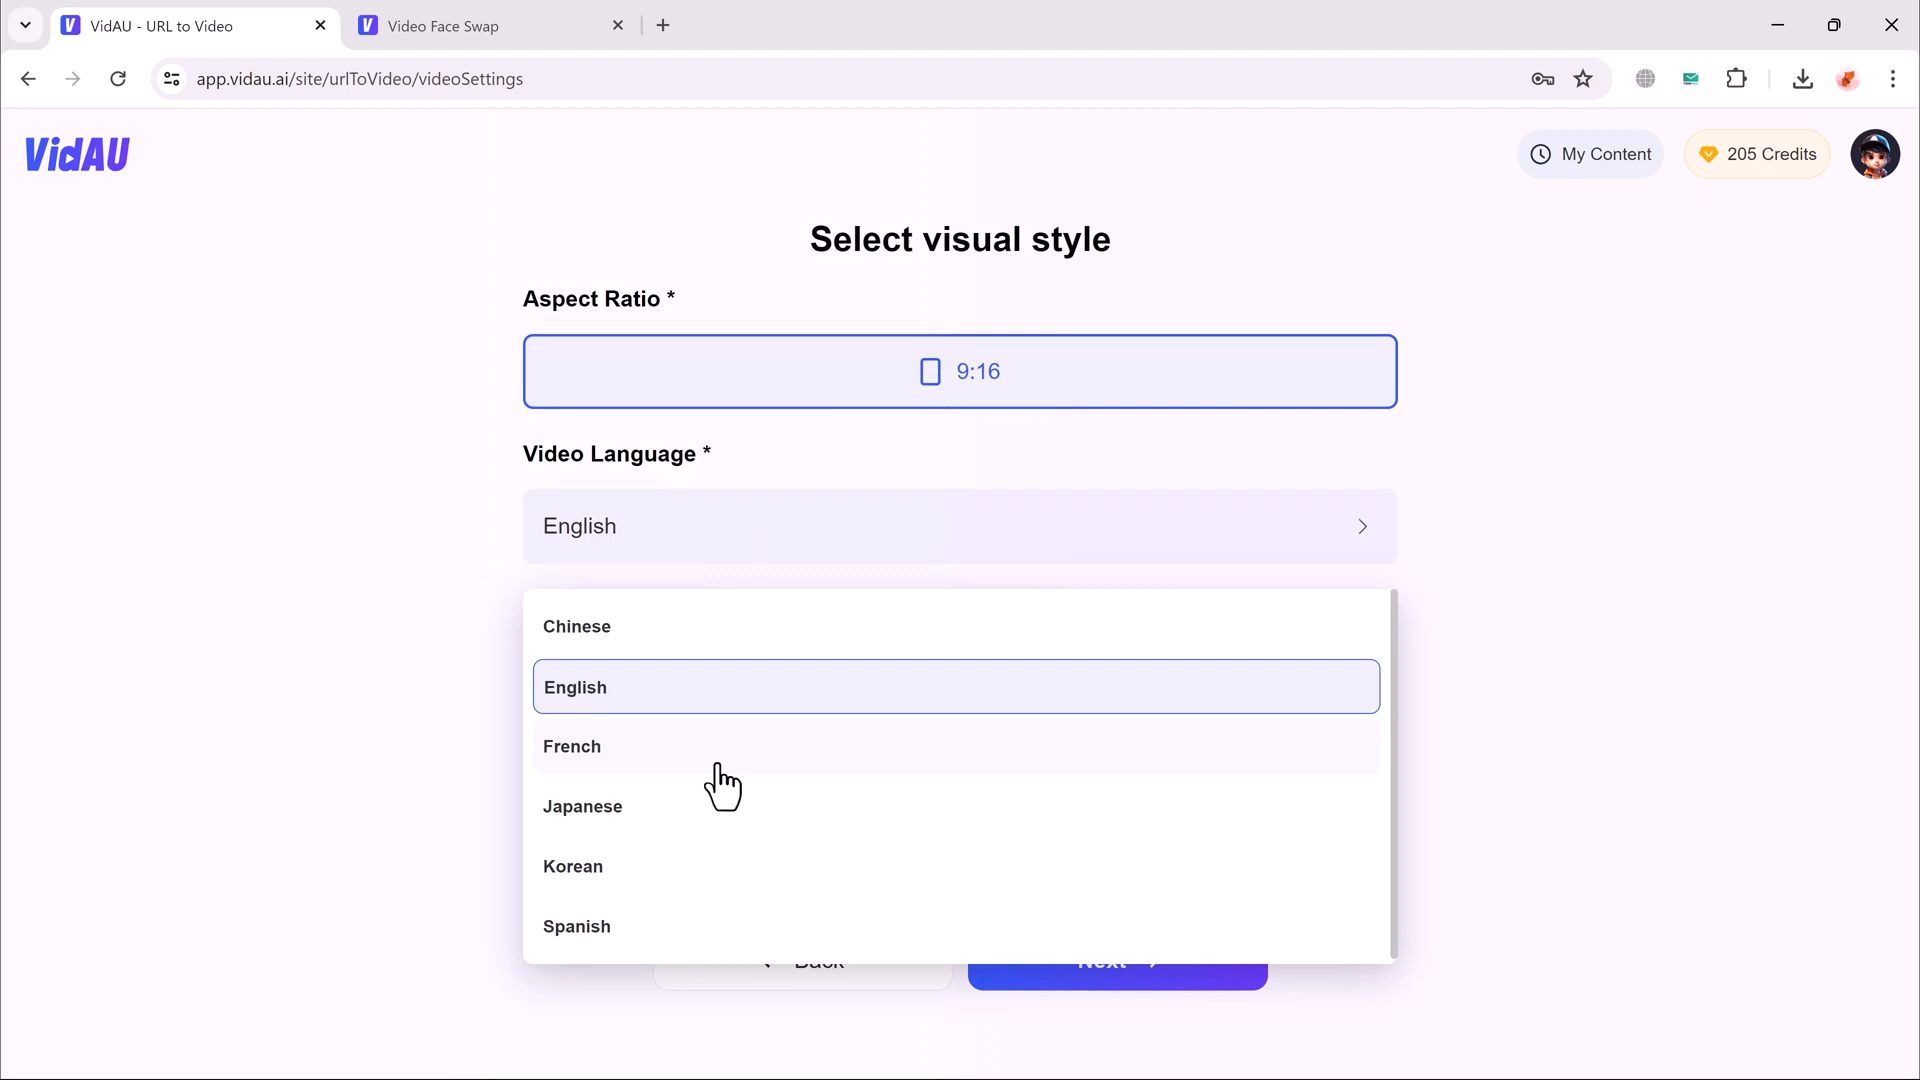 VidAU - URL to Video
Video Face Swap
app.vidau.ai/site/urlToVideo/videoSettings
VidAU
My Content
205 Credits
Select visual style
Aspect Ratio *
9:16
Video Language *
English
Chinese
English
French
Japanese
Korean
Spanish
Back
Next